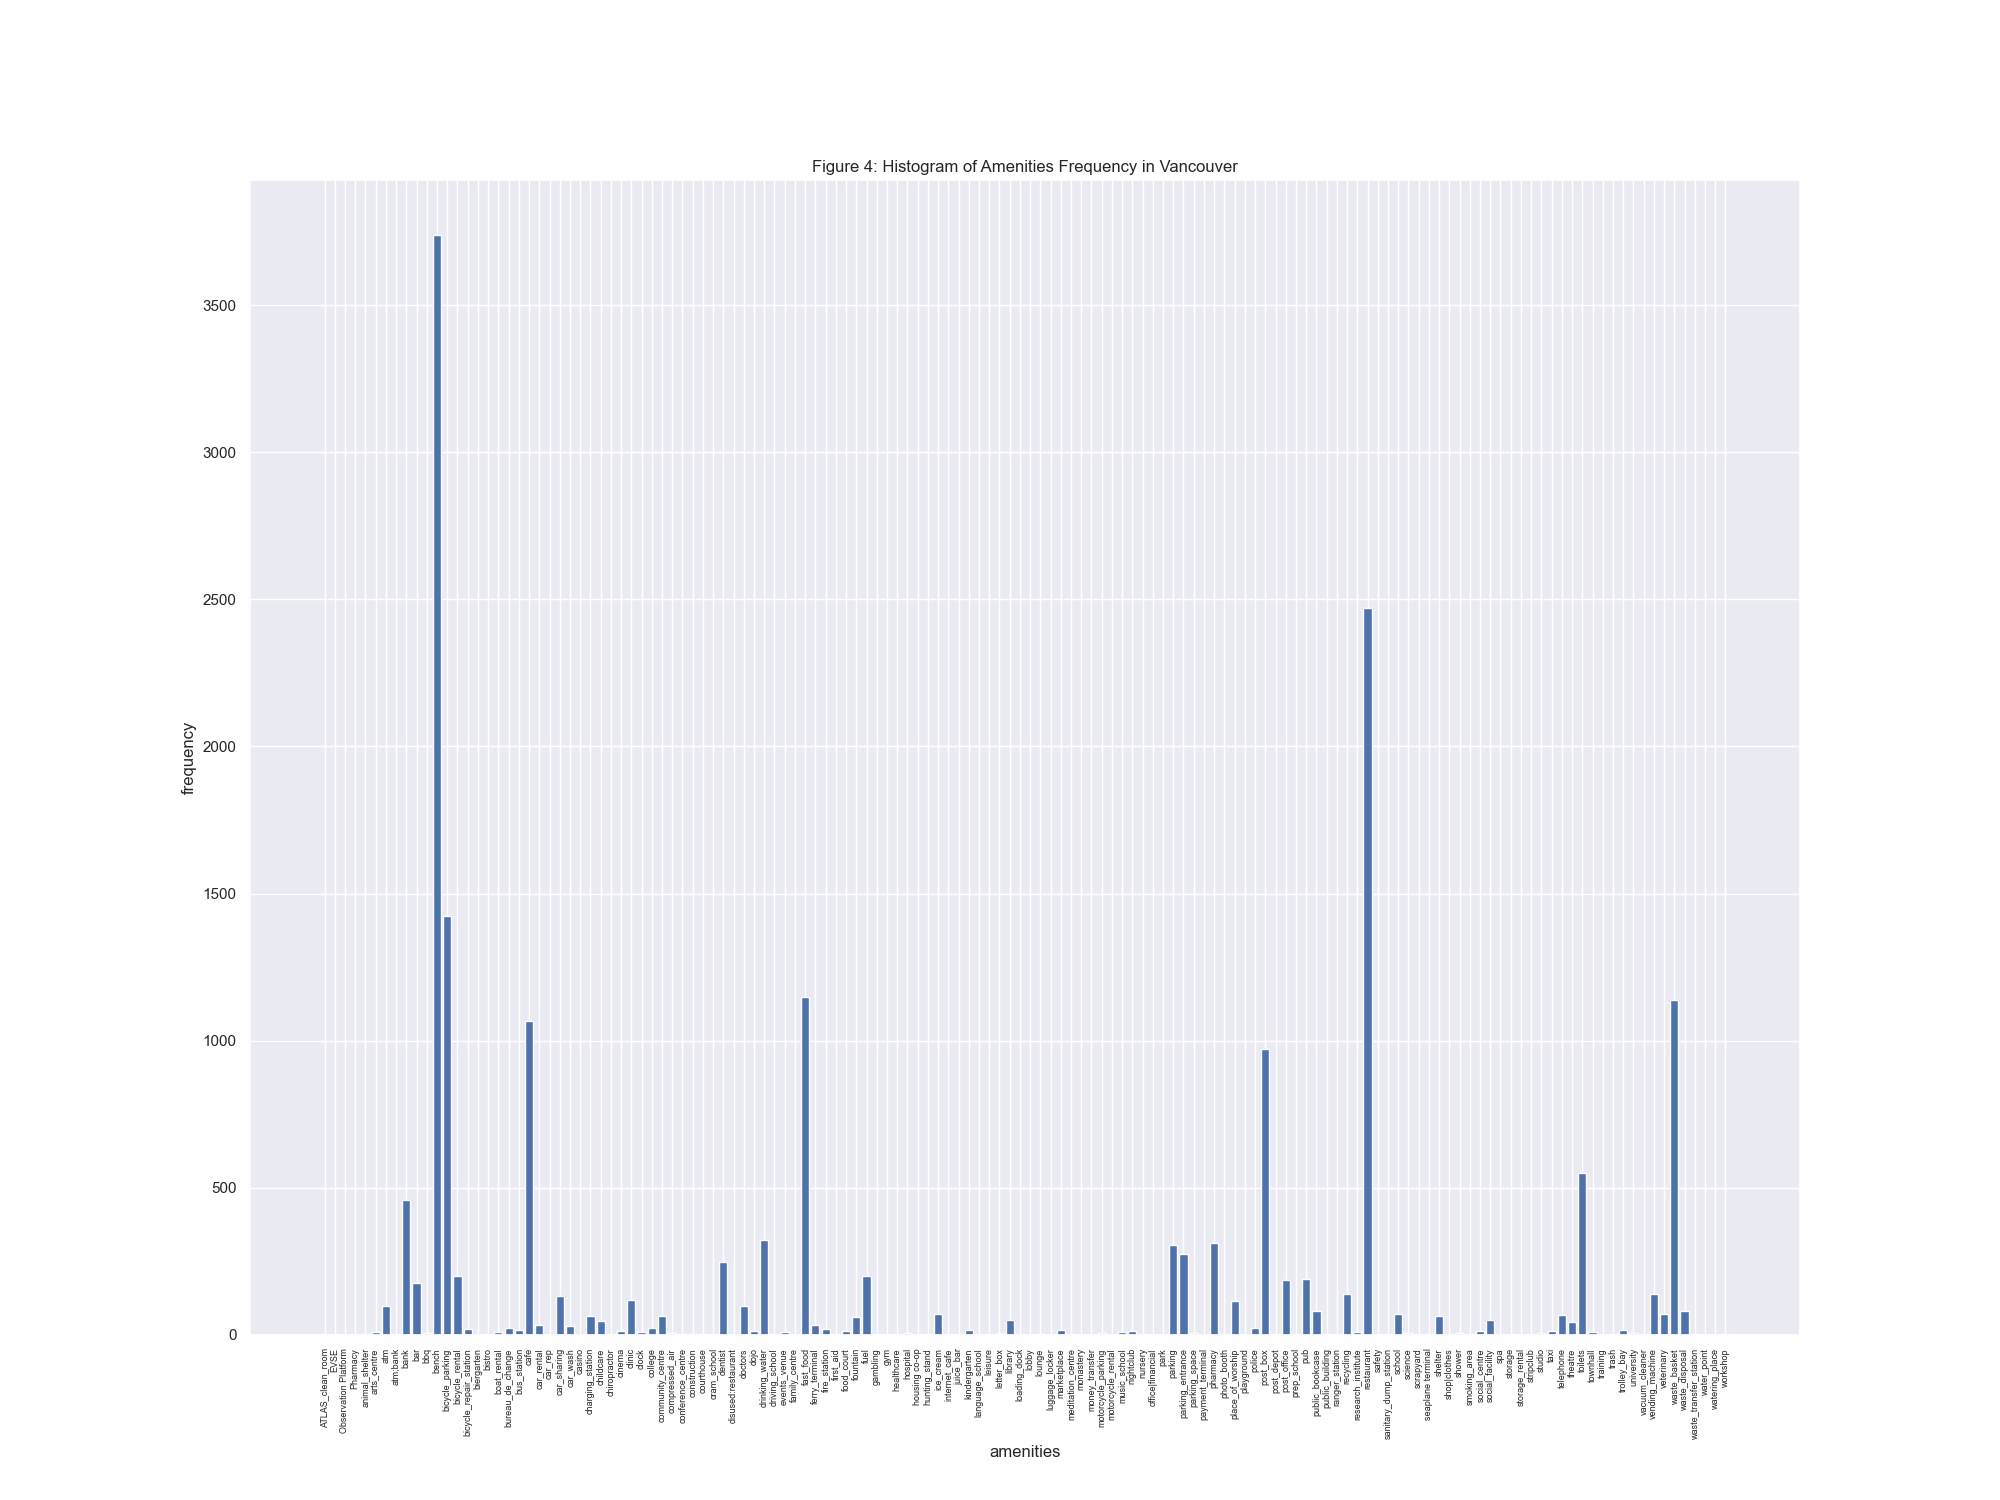 Figure 4: Histogram of Amenities Frequency in Vancouver
3500
3000
2500
2000
1500
1000
500
0
frequency
ATLAS_clean_room
EVSE
Observation Platform
Pharmacy
animal_shelter
arts_centre
atm
atm;bank
bank
bar
bbq
bench
bicycle_parking
bicycle_rental
bicycle_repair_station
biergarten
bistro
boat_rental
bureau_de_change
bus_station
cafe
car_rental
car_rep
car_sharing
car_wash
casino
charging_station
childcare
chiropractor
cinema
clinic
clock
college
community_centre
compressed_air
conference_centre
construction
courthouse
cram_school
dentist
disused:restaurant
doctors
dojo
drinking_water
driving_school
events_venue
family_centre
fast_food
ferry_terminal
fire_station
first_aid
food_court
fountain
fuel
gambling
gym
healthcare
hospital
housing co-op
hunting_stand
ice_cream
internet_cafe
juice_bar
kindergarten
language_school
leisure
letter_box
library
loading_dock
lobby
lounge
luggage_locker
marketplace
meditation_centre
monastery
money_transfer
motorcycle_parking
motorcycle_rental
music_school
nightclub
nursery
office|financial
park
parking
parking_entrance
parking_space
payment_terminal
pharmacy
photo_booth
place_of_worship
playground
police
post_box
post_depot
post_office
prep_school
pub
public_bookcase
public_building
ranger_station
recycling
research_institute
restaurant
safety
sanitary_dump_station
school
science
scrapyard
seaplane terminal
shelter
shop|clothes
shower
smoking_area
social_centre
social_facility
spa
storage
storage_rental
stripclub
studio
taxi
telephone
theatre
toilets
townhall
training
trash
trolley_bay
university
vacuum_cleaner
vending_machine
veterinary
waste_basket
waste_disposal
waste_transfer_station
water_point
watering_place
workshop
amenities